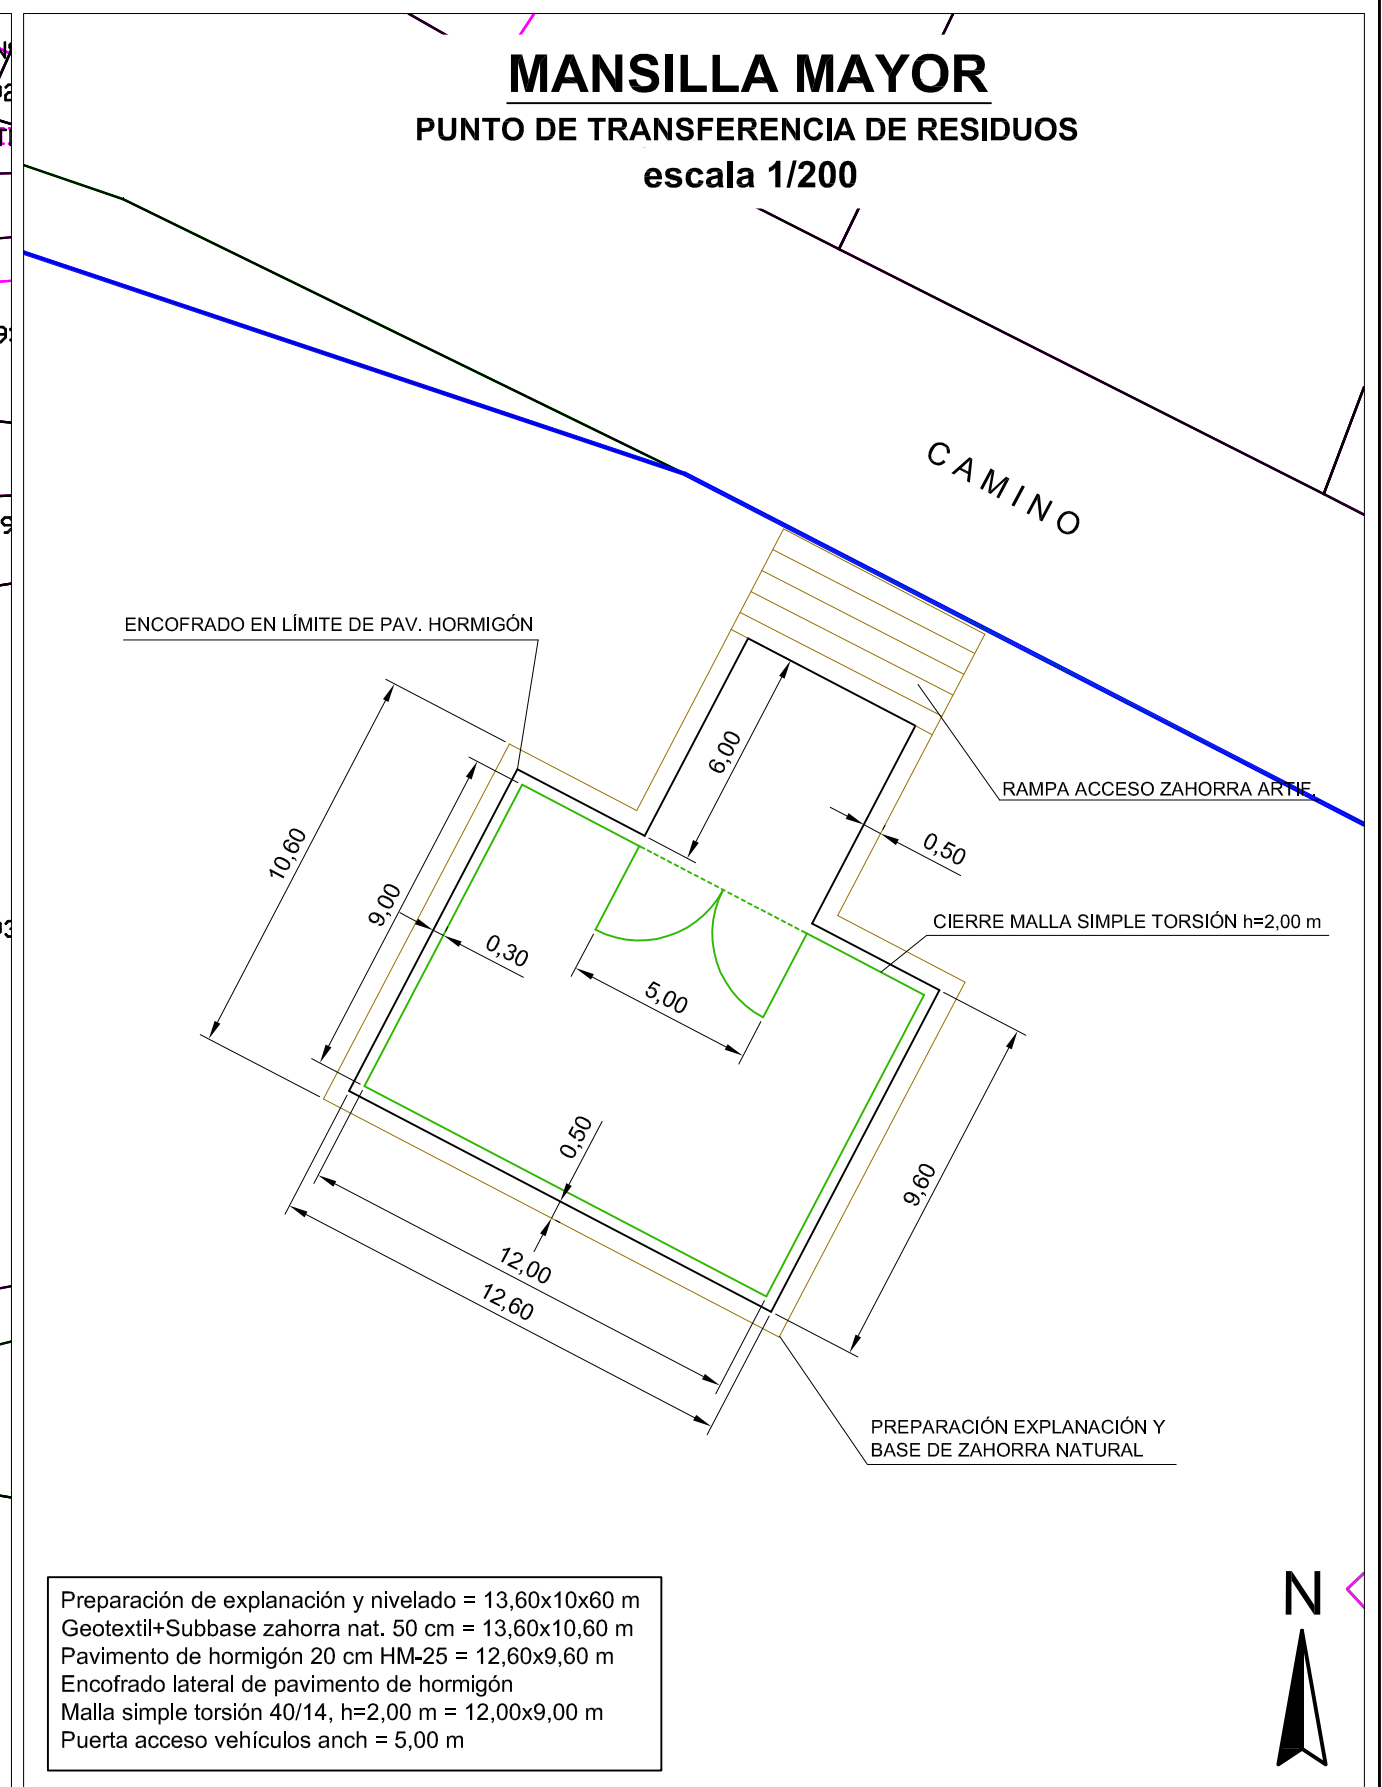 MANSILLA MAYOR
PUNTO DE TRANSFERENCIA DE RESIDUOS
escala 1/200
CAMINO
ENCOFRADO EN LÍMITE DE PAV. HORMIGÓN
6,00
RAMPA ACCESO ZAHORRA ARTIF.
10,60
0,50
9,00
CIERRE MALLA SIMPLE TORSIÓN h=2,00 m
0,30
5,00
0,50
9,60
12,00
12,60
PREPARACIÓN EXPLANACIÓN Y
BASE DE ZAHORRA NATURAL
Preparación de explanación y nivelado = 13,60x10x60 m
Geotextil+Subbase zahorra nat. 50 cm = 13,60x10,60 m
Pavimento de hormigón 20 cm HM-25 = 12,60x9,60 m
Encofrado lateral de pavimento de hormigón
Malla simple torsión 40/14, h=2,00 m = 12,00x9,00 m
Puerta acceso vehículos anch = 5,00 m
N